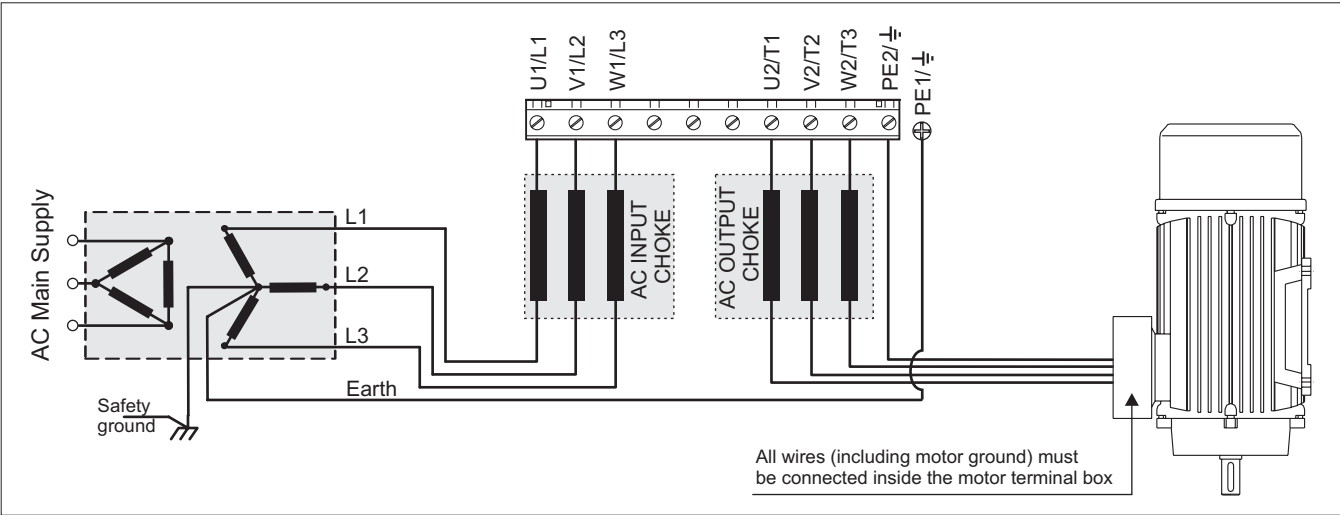 U1/L1
V1/L2
W1/L3
U2/T1
V2/T2
W2/T3
PE2/⏚
PE1/⏚
AC Main Supply
L1
L2
L3
Earth
Safety
ground
AC INPUT
CHOKE
AC OUTPUT
CHOKE
All wires (including motor ground) must
be connected inside the motor terminal box